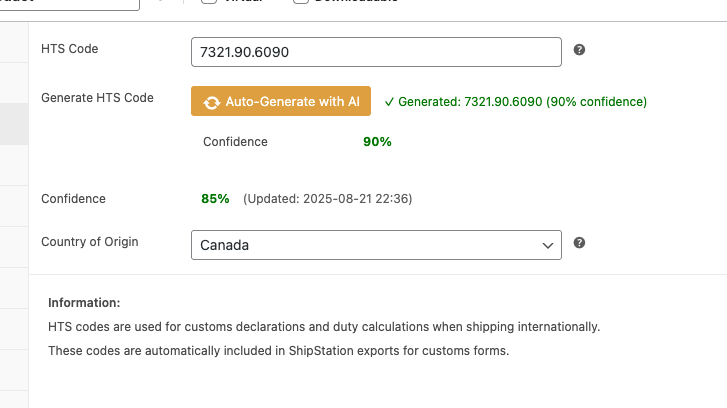 HTS Code
7321.90.6090
Generate HTS Code
Auto-Generate with AI
✓ Generated: 7321.90.6090 (90% confidence)
Confidence
90%
Confidence
85% (Updated: 2025-08-21 22:36)
Country of Origin
Canada
Information:
HTS codes are used for customs declarations and duty calculations when shipping internationally.
These codes are automatically included in ShipStation exports for customs forms.